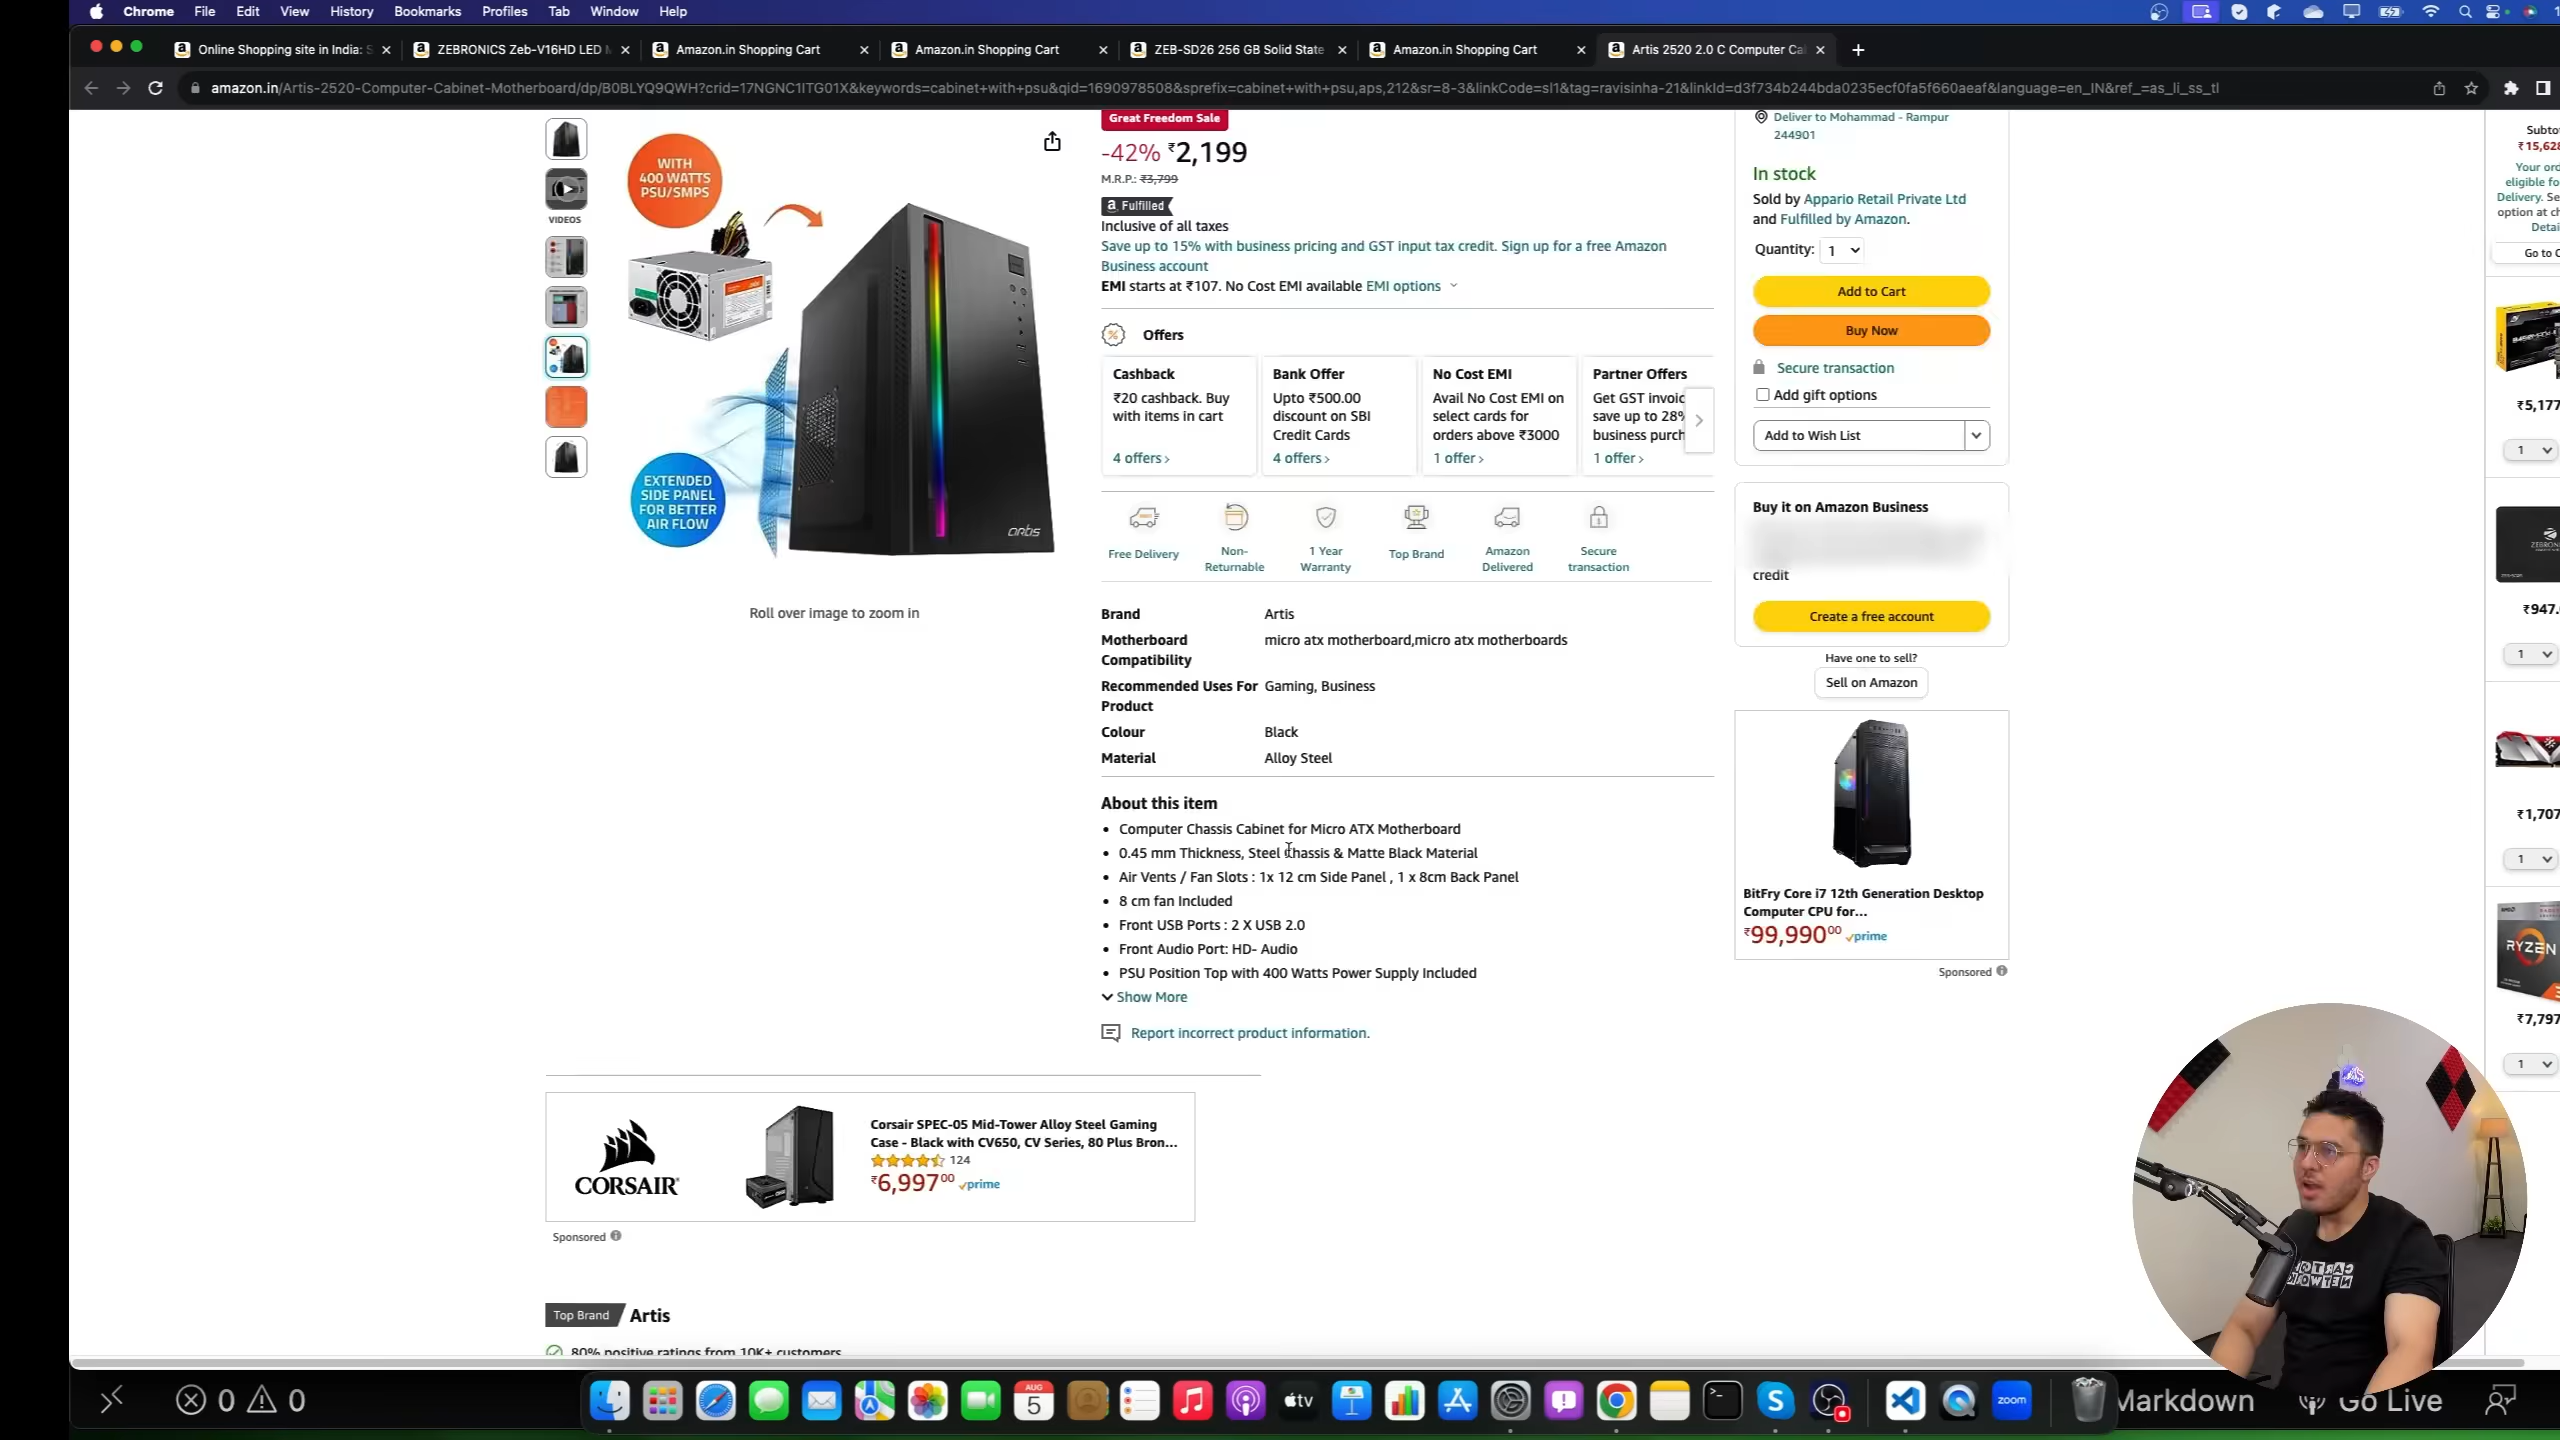 Chrome File Edit View History Bookmarks Profiles Tab Window Help
Online Shopping site in India: S
ZEBRONICS Zeb-V16HD LED M
Amazon.in Shopping Cart
Amazon.in Shopping Cart
ZEB-SD26 256 GB Solid State
Amazon.in Shopping Cart
Artis 2520 2.0 C Computer Ca
amazon.in/Artis-2520-Computer-Cabinet-Motherboard/dp/B0BLYQ9QWH?crid=17NGNC1ITG01X&keywords=cabinet+with+psu&qid=1690978508&sprefix=cabinet+with+psu,aps,212&sr=8-3&linkCode=sl1&tag=ravisinha-21&linkId=d3f734b244bda0235ecf0fa5f660aeaf&language=en_IN&ref_=as_li_ss_tl
VIDEOS
WITH
400 WATTS
PSU/SMPS
EXTENDED
SIDE PANEL
FOR BETTER
AIR FLOW
artis
Roll over image to zoom in
Great Freedom Sale
-42% ₹2,199
M.R.P.: ₹3,799
a Fulfilled
Inclusive of all taxes
Save up to 15% with business pricing and GST input tax credit. Sign up for a free Amazon
Business account
EMI starts at ₹107. No Cost EMI available EMI options
Offers
Cashback
₹20 cashback. Buy
with items in cart
4 offers
Bank Offer
Upto ₹500.00
discount on SBI
Credit Cards
4 offers
No Cost EMI
Avail No Cost EMI on
select cards for
orders above ₹3000
1 offer
Partner Offers
Get GST invoic
save up to 28%
business purch
1 offer
Free Delivery
Non-
Returnable
1 Year
Warranty
Top Brand
Amazon
Delivered
Secure
transaction
Brand Artis
Motherboard micro atx motherboard,micro atx motherboards
Compatibility
Recommended Uses For Gaming, Business
Product
Colour Black
Material Alloy Steel
About this item
Computer Chassis Cabinet for Micro ATX Motherboard
0.45 mm Thickness, Steel Chassis & Matte Black Material
Air Vents / Fan Slots : 1x 12 cm Side Panel , 1 x 8cm Back Panel
8 cm fan Included
Front USB Ports : 2 X USB 2.0
Front Audio Port: HD- Audio
PSU Position Top with 400 Watts Power Supply Included
Show More
Report incorrect product information.
Deliver to Mohammad - Rampur
244901
In stock
Sold by Appario Retail Private Ltd
and Fulfilled by Amazon.
Quantity: 1
Add to Cart
Buy Now
Secure transaction
Add gift options
Add to Wish List
Buy it on Amazon Business
credit
Create a free account
Have one to sell?
Sell on Amazon
BitFry Core i7 12th Generation Desktop
Computer CPU for...
₹99,990⁰⁰ prime
Sponsored
Subto
₹15,628
Your ord
eligible fo
Delivery. Se
option at ch
Detai
Go to C
₹5,177
1
₹947.
1
₹1,707
1
RYZEN
₹7,797
1
CORSAIR
Corsair SPEC-05 Mid-Tower Alloy Steel Gaming
Case - Black with CV650, CV Series, 80 Plus Bron...
124
₹6,997⁰⁰ prime
Sponsored
Top Brand Artis
80% positive ratings from 10K+ customers
0 0
AUG
5
tv
zoom
Markdown
Go Live